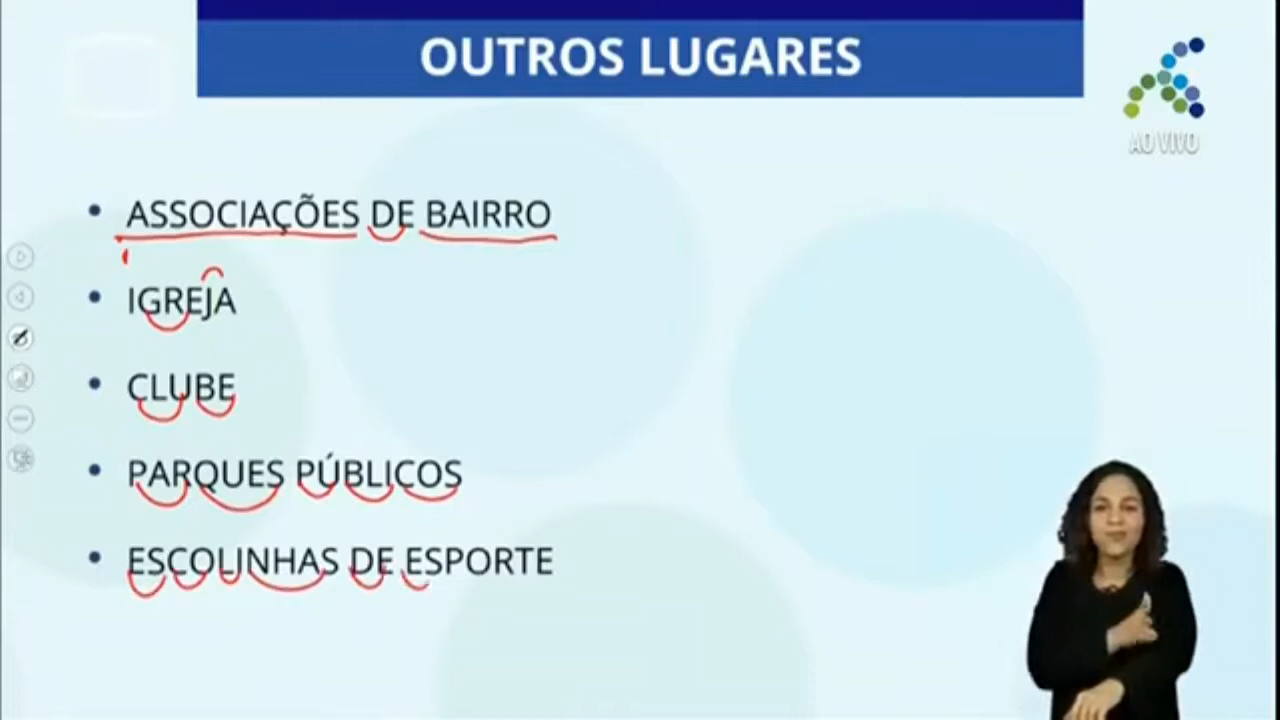 OUTROS LUGARES
AO VIVO
• ASSOCIAÇÕES DE BAIRRO
• IGREJA
• CLUBE
• PARQUES PÚBLICOS
• ESCOLINHAS DE ESPORTE